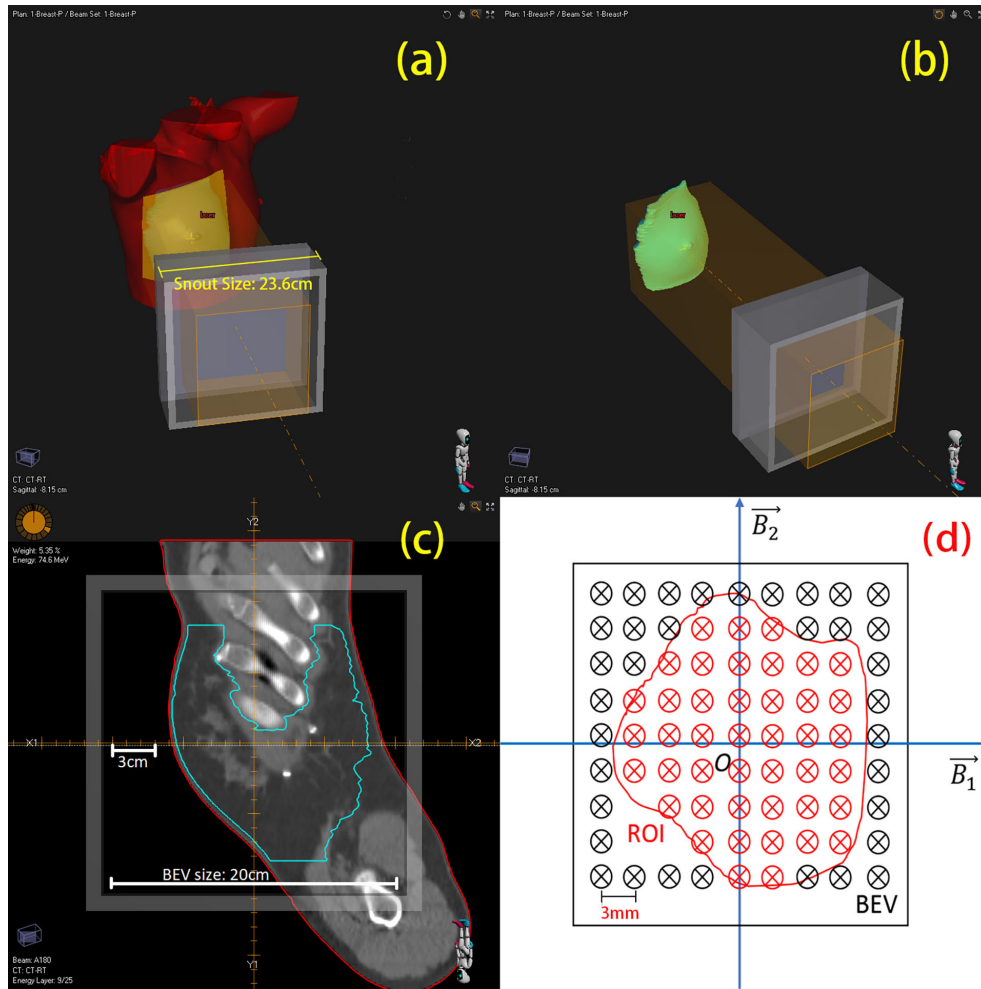 Plan: 1-Breast-P / Beam Set: 1-Breast-P
(a)
laser
Snout Size: 23.6cm
CT: CT-RT
Sagittal: -8.15 cm
Plan: 1-Breast-P / Beam Set: 1-Breast-P
(b)
CT: CT-RT
Sagittal: -8.15 cm
Weight: 5.35 %
Energy: 74.6 MeV
Y2
(c)
X1
X2
3cm
BEV size: 20cm
Y1
Beam: A180
CT: CT-RT
Energy Layer: 9/25
B₂
(d)
O
B₁
ROI
3mm
BEV